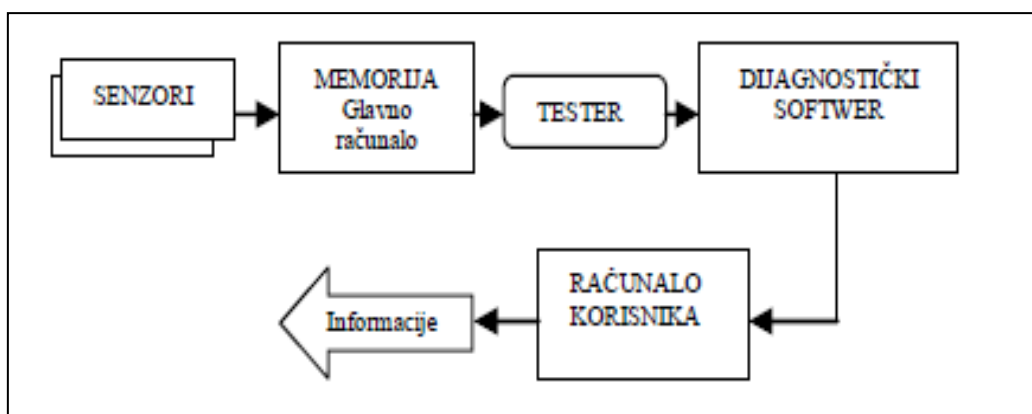 SENZORI
MEMORIJA
Glavno
računalo
TESTER
DIJAGNOSTIČKI
SOFTWER
RAČUNALO
KORISNIKA
Informacije